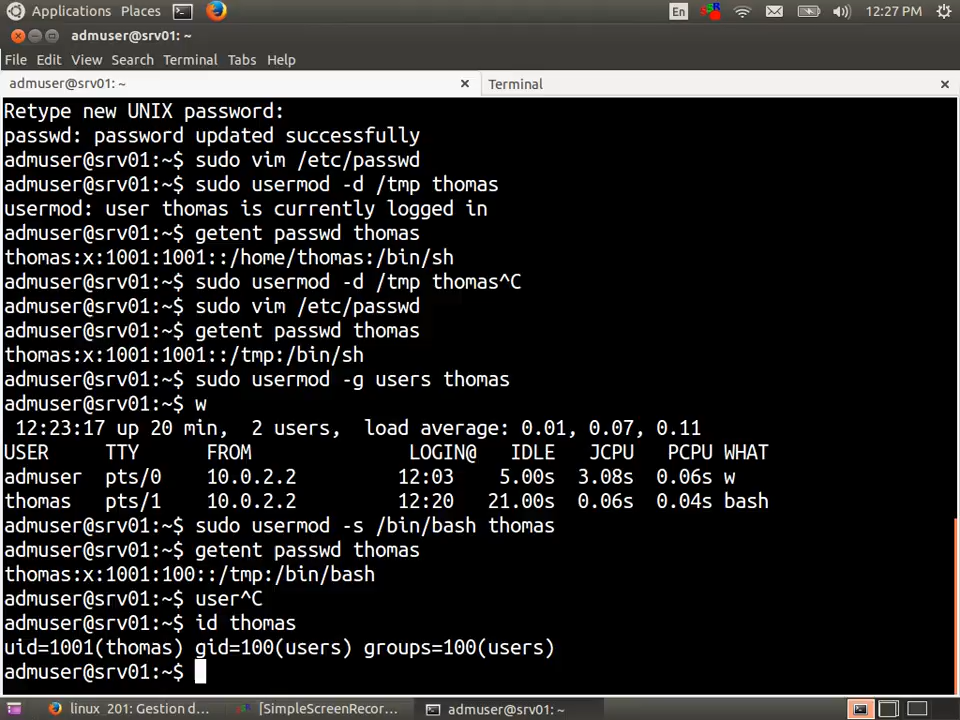 Applications Places En 12:27 PM
admuser@srv01: ~
File Edit View Search Terminal Tabs Help
admuser@srv01: ~ × Terminal ×
Retype new UNIX password:
passwd: password updated successfully
admuser@srv01:~$ sudo vim /etc/passwd
admuser@srv01:~$ sudo usermod -d /tmp thomas
usermod: user thomas is currently logged in
admuser@srv01:~$ getent passwd thomas
thomas:x:1001:1001::/home/thomas:/bin/sh
admuser@srv01:~$ sudo usermod -d /tmp thomas^C
admuser@srv01:~$ sudo vim /etc/passwd
admuser@srv01:~$ getent passwd thomas
thomas:x:1001:1001::/tmp:/bin/sh
admuser@srv01:~$ sudo usermod -g users thomas
admuser@srv01:~$ w
 12:23:17 up 20 min,  2 users,  load average: 0.01, 0.07, 0.11
USER     TTY      FROM              LOGIN@   IDLE   JCPU   PCPU WHAT
admuser  pts/0    10.0.2.2         12:03    5.00s  3.08s  0.06s w
thomas   pts/1    10.0.2.2         12:20   21.00s  0.06s  0.04s bash
admuser@srv01:~$ sudo usermod -s /bin/bash thomas
admuser@srv01:~$ getent passwd thomas
thomas:x:1001:100::/tmp:/bin/bash
admuser@srv01:~$ user^C
admuser@srv01:~$ id thomas
uid=1001(thomas) gid=100(users) groups=100(users)
admuser@srv01:~$
linux_201: Gestion d... [SimpleScreenRecor... admuser@srv01: ~